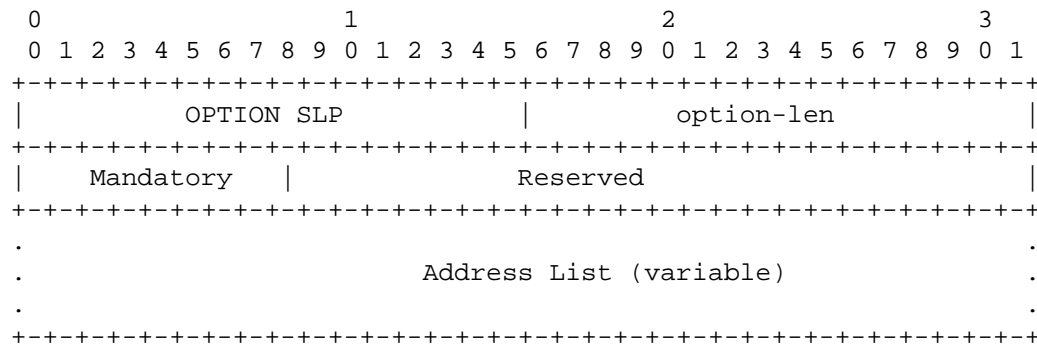 0                   1                   2                   3
 0 1 2 3 4 5 6 7 8 9 0 1 2 3 4 5 6 7 8 9 0 1 2 3 4 5 6 7 8 9 0 1
+-+-+-+-+-+-+-+-+-+-+-+-+-+-+-+-+-+-+-+-+-+-+-+-+-+-+-+-+-+-+-+-+
|          OPTION SLP           |         option-len            |
+-+-+-+-+-+-+-+-+-+-+-+-+-+-+-+-+-+-+-+-+-+-+-+-+-+-+-+-+-+-+-+-+
|    Mandatory   |              Reserved                        |
+-+-+-+-+-+-+-+-+-+-+-+-+-+-+-+-+-+-+-+-+-+-+-+-+-+-+-+-+-+-+-+-+
.                                                               .
.                         Address List (variable)               .
.                                                               .
+-+-+-+-+-+-+-+-+-+-+-+-+-+-+-+-+-+-+-+-+-+-+-+-+-+-+-+-+-+-+-+-+